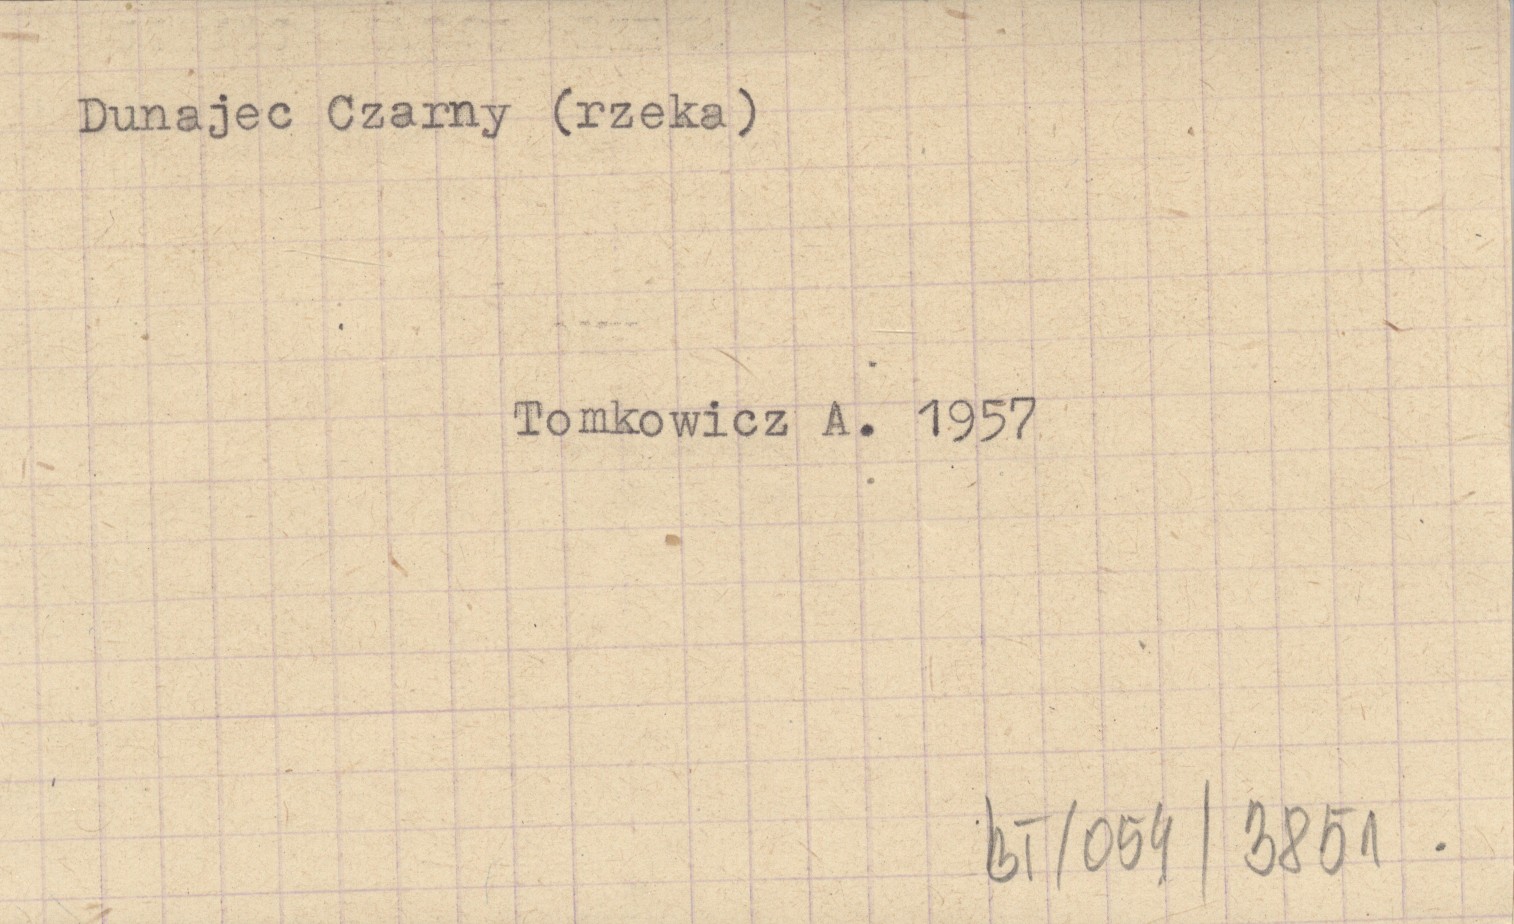 Dunajec Czarny (rzeka)
Tomkowicz A. 1957
BT/054/3851.